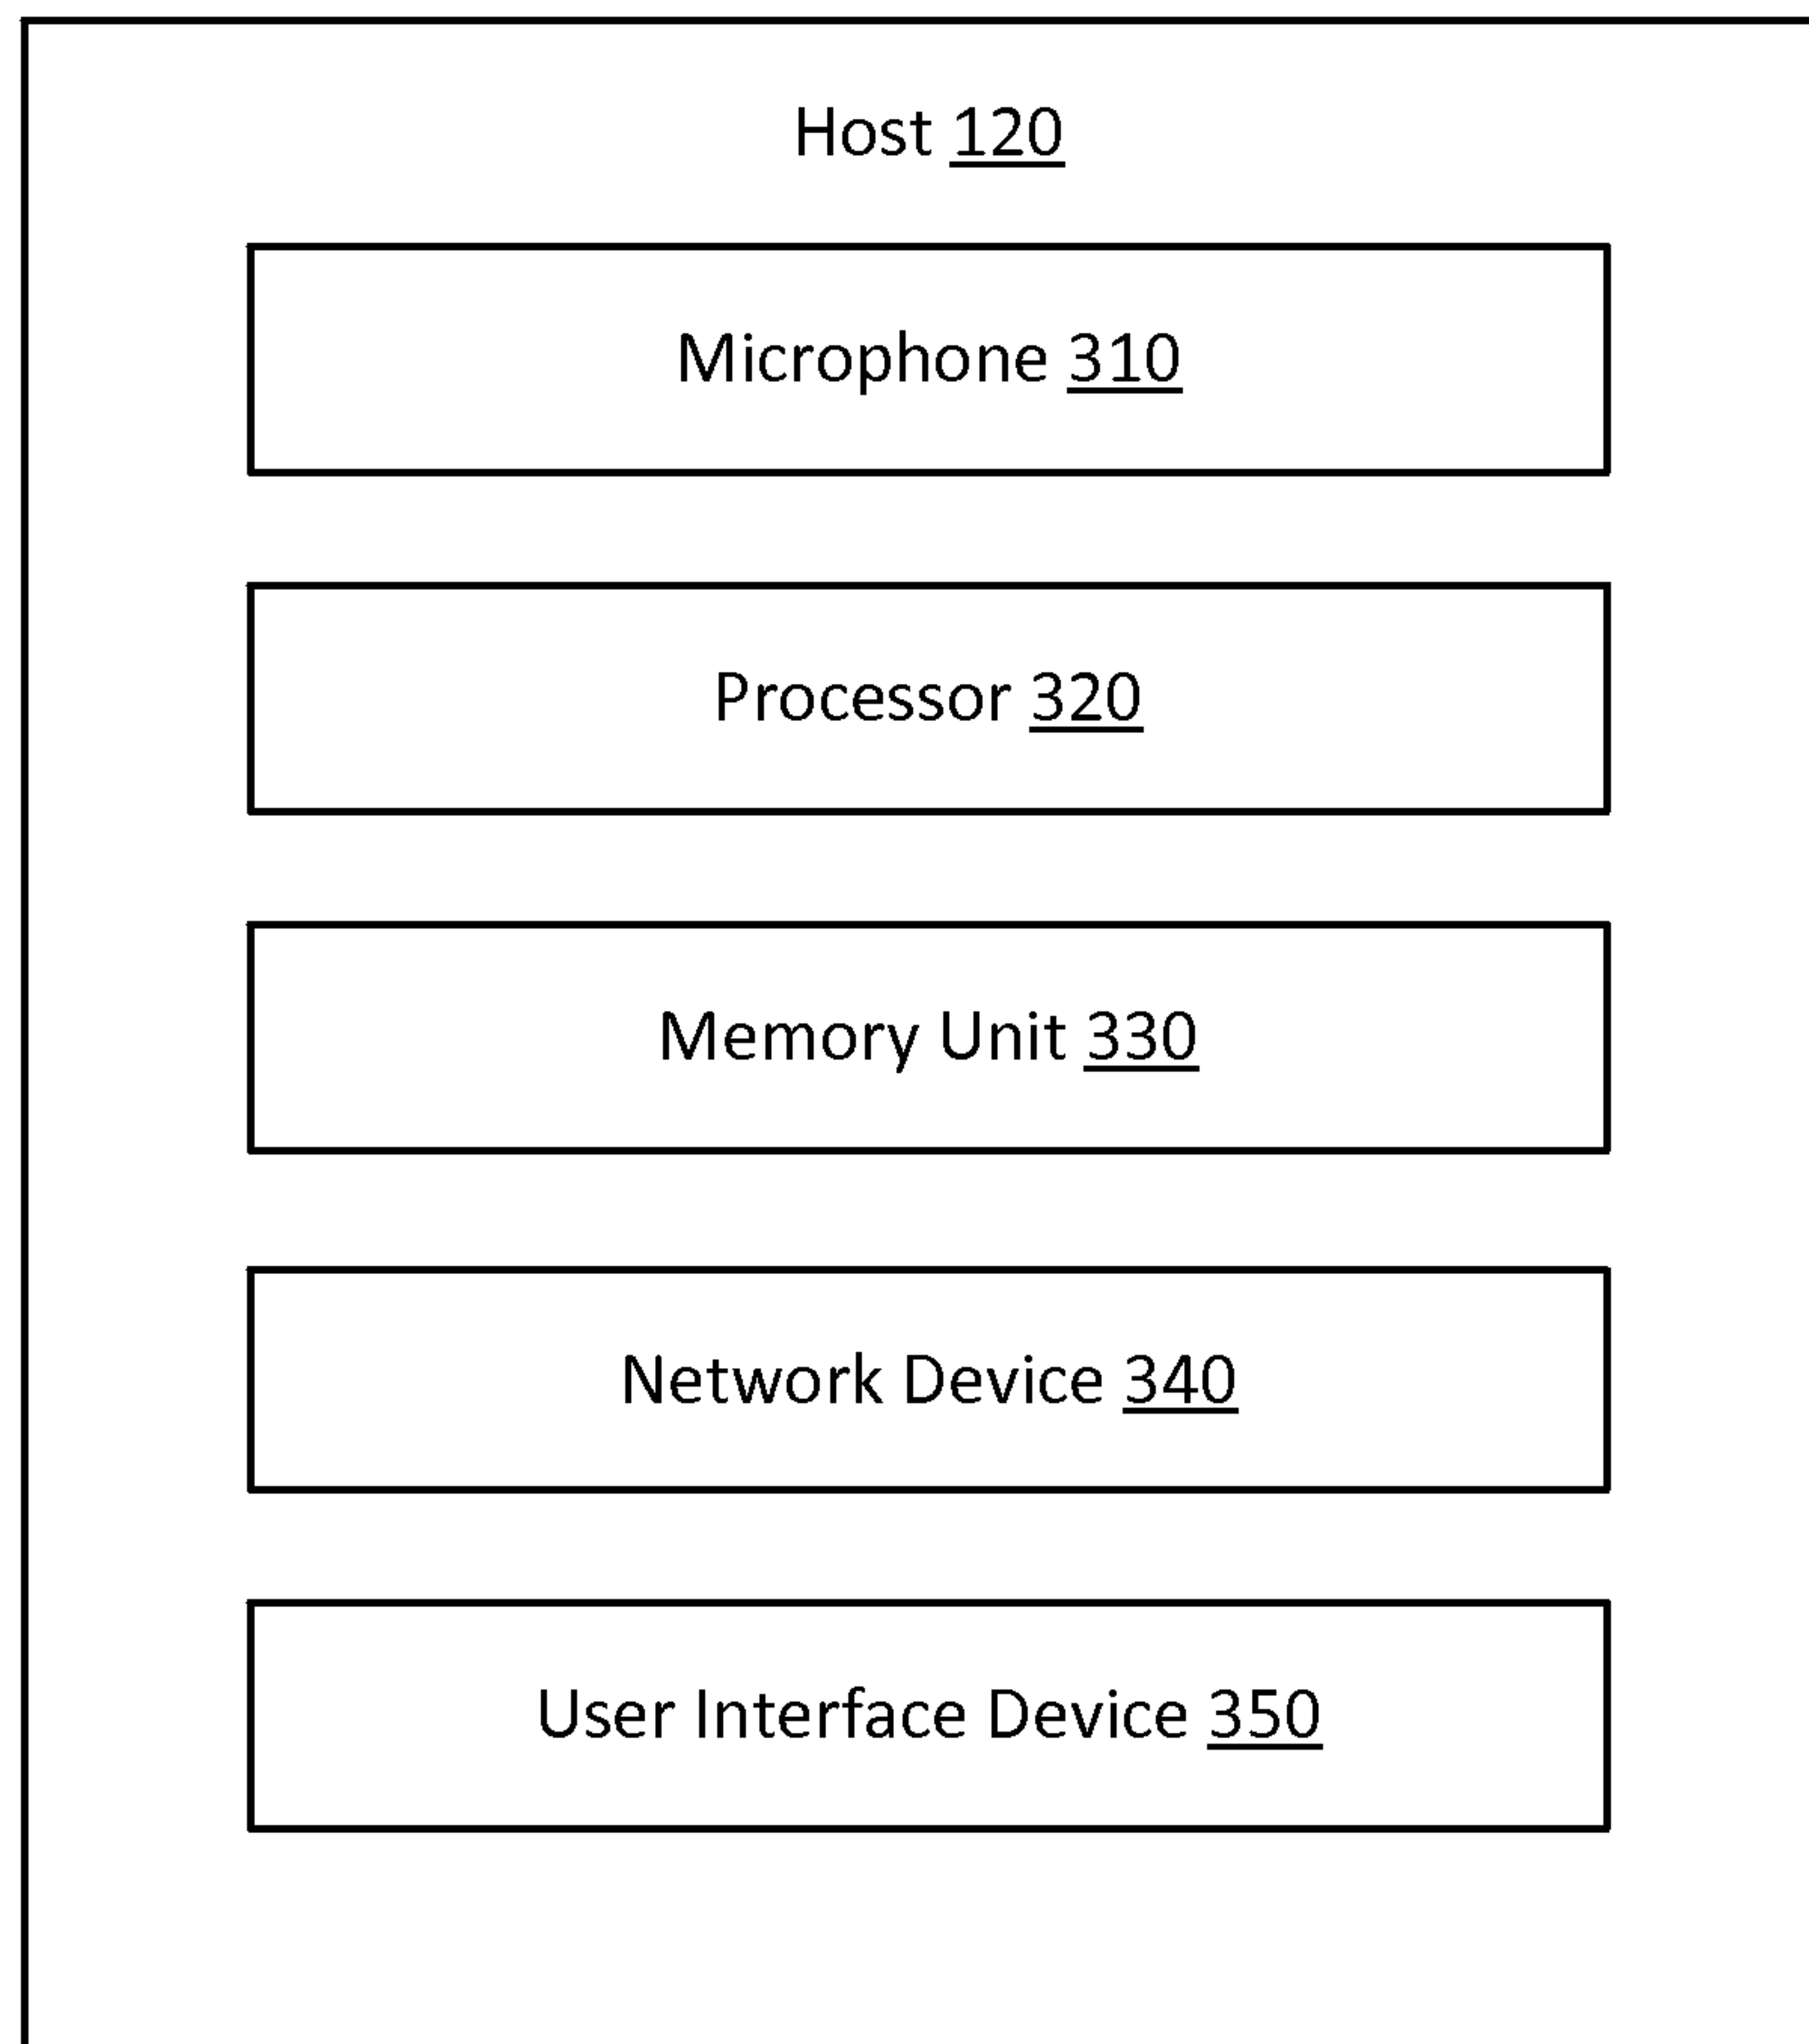 Host 120
Microphone 310
Processor 320
Memory Unit 330
Network Device 340
User Interface Device 350